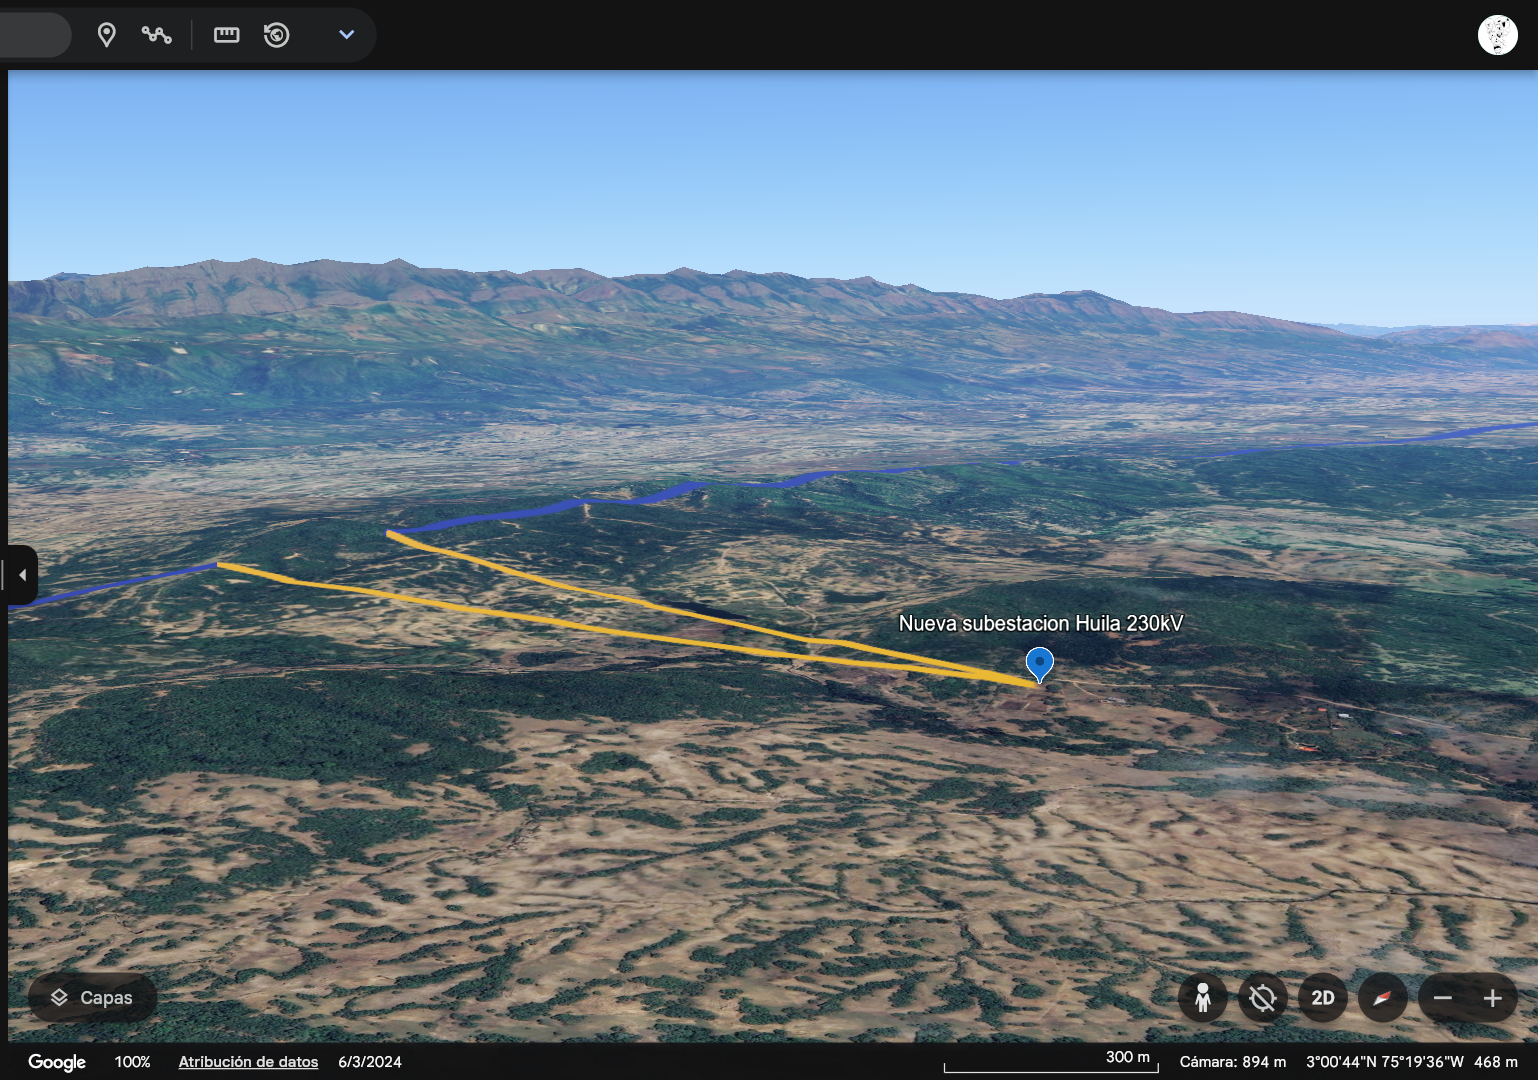 Nueva subestacion Huila 230kV
Capas
2D
Google
100%
Atribución de datos
6/3/2024
300 m
Cámara: 894 m
3°00'44"N 75°19'36"W
468 m